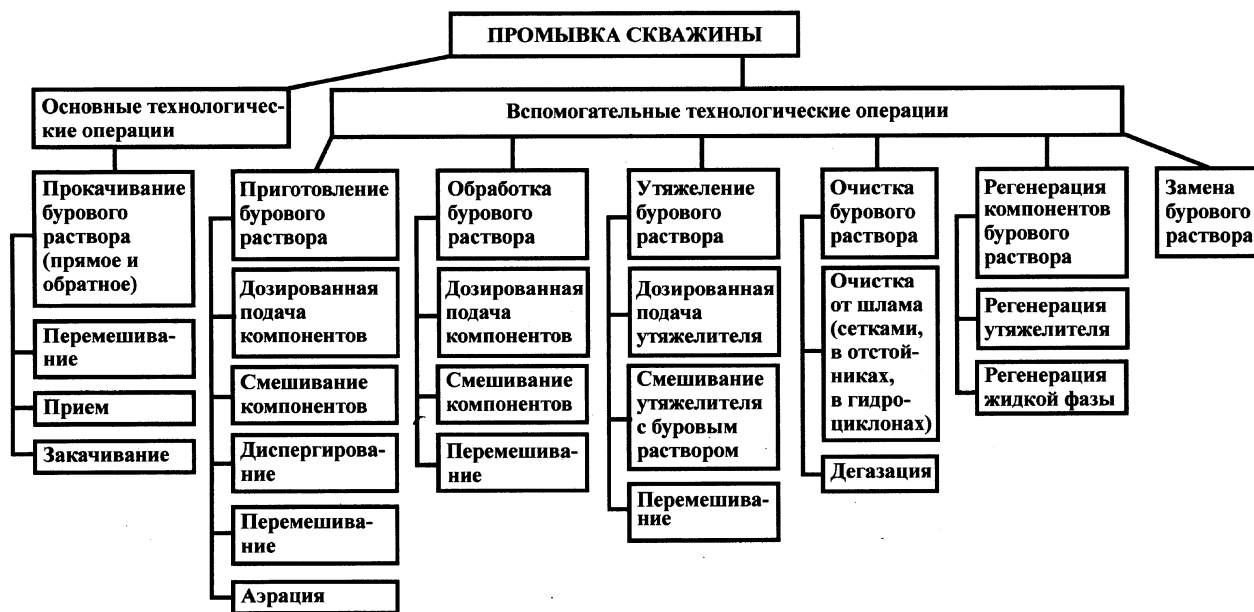 ПРОМЫВКА СКВАЖИНЫ
Основные технологичес-
кие операции
Вспомогательные технологические операции
Прокачивание
бурового
раствора
(прямое и
обратное)
Перемешива-
ние
Прием
Закачивание
Приготовление
бурового
раствора
Дозированная
подача
компонентов
Смешивание
компонентов
Диспергирова-
ние
Перемешива-
ние
Аэрация
Обработка
бурового
раствора
Дозированная
подача
компонентов
Смешивание
компонентов
Перемешива-
ние
Утяжеление
бурового
раствора
Дозированная
подача
утяжелителя
Смешивание
утяжелителя
с буровым
раствором
Перемешива-
ние
Очистка
бурового
раствора
Очистка
от шлама
(сетками,
в отстой-
никах,
в гидро-
циклонах)
Дегазация
Регенерация
компонентов
бурового
раствора
Регенерация
утяжелителя
Регенерация
жидкой фазы
Замена
бурового
раствора